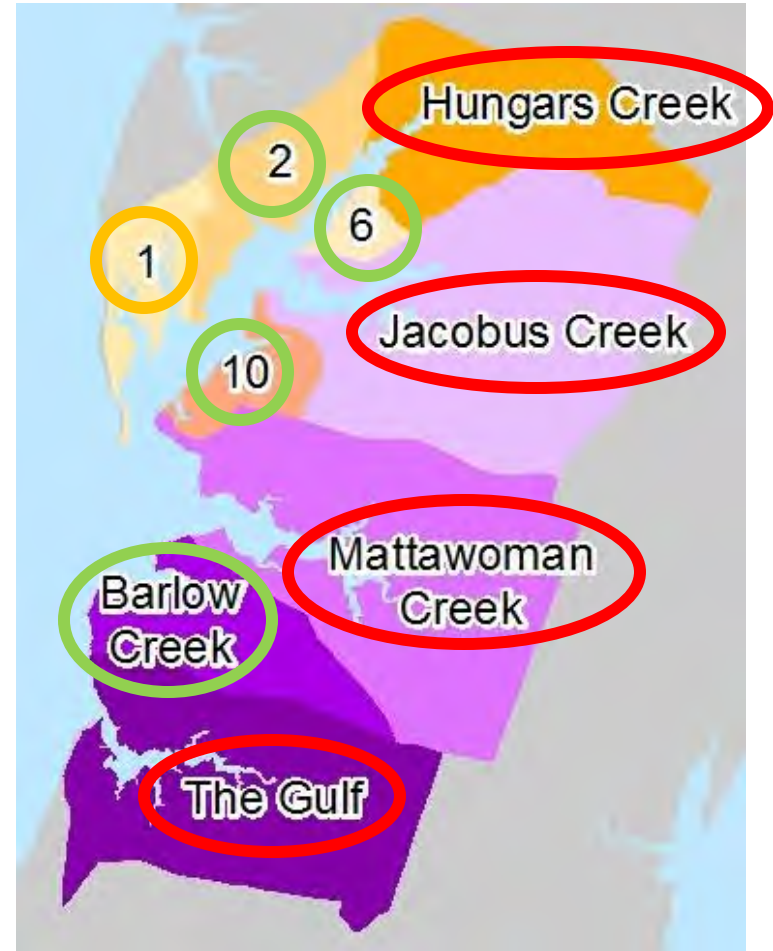 Hungars Creek
2
6
1
Jacobus Creek
10
Mattawoman
Creek
Barlow
Creek
The Gulf